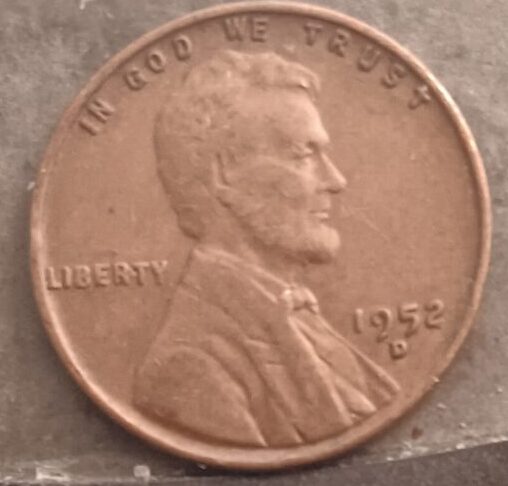 IN GOD WE TRUST
LIBERTY
1952
D